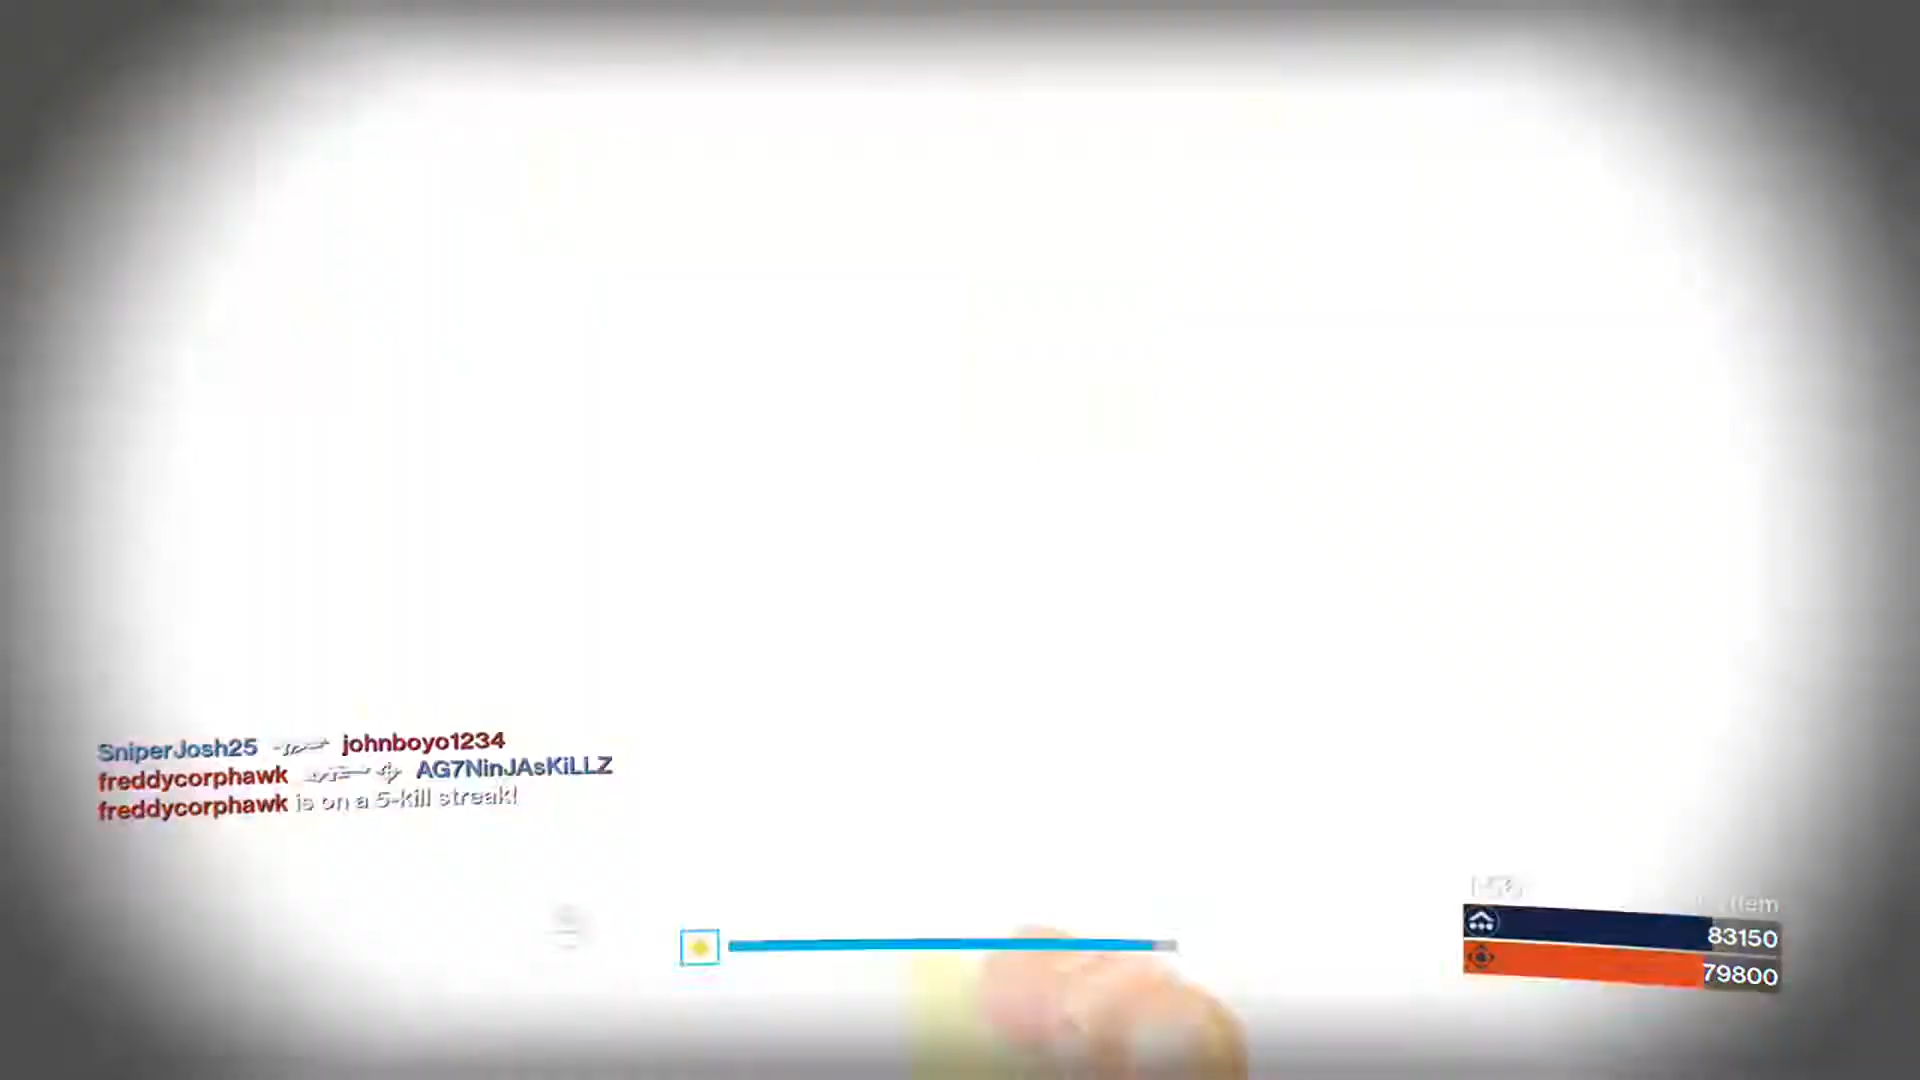 SniperJosh25 johnboyo1234
freddycorphawk AG7NinJAsKiLLZ
freddycorphawk is on a 5-kill streak!
83150
79800